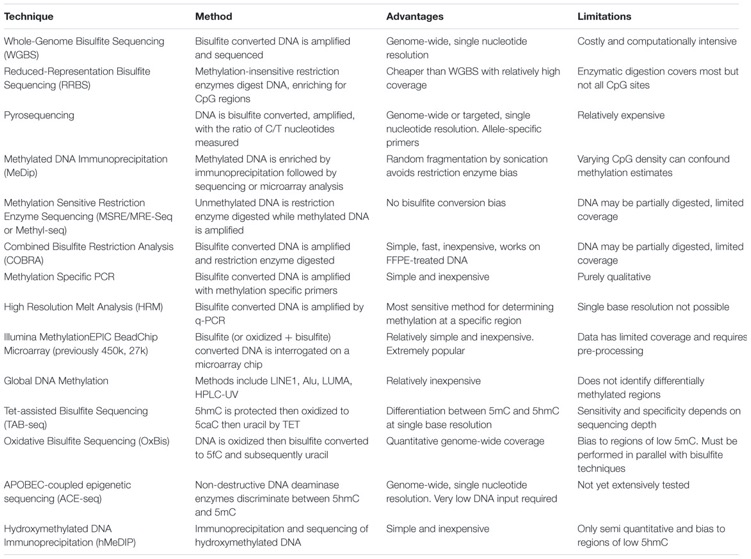 Technique Method Advantages Limitations
Whole-Genome Bisulfite Sequencing Bisulfite converted DNA is amplified Genome-wide, single nucleotide Costly and computationally intensive
(WGBS) and sequenced resolution
Reduced-Representation Bisulfite Methylation-insensitive restriction Cheaper than WGBS with relatively high Enzymatic digestion covers most but
Sequencing (RRBS) enzymes digest DNA, enriching for coverage not all CpG sites
CpG regions
Pyrosequencing DNA is bisulfite converted, amplified, Genome-wide or targeted, single Relatively expensive
with the ratio of C/T nucleotides nucleotide resolution. Allele-specific
measured primers
Methylated DNA Immunoprecipitation Methylated DNA is enriched by Random fragmentation by sonication Varying CpG density can confound
(MeDip) immunoprecipitation followed by avoids restriction enzyme bias methylation estimates
sequencing or microarray analysis
Methylation Sensitive Restriction Unmethylated DNA is restriction No bisulfite conversion bias DNA may be partially digested, limited
Enzyme Sequencing (MSRE/MRE-Seq enzyme digested while methylated DNA coverage
or Methyl-seq) is amplified
Combined Bisulfite Restriction Analysis Bisulfite converted DNA is amplified Simple, fast, inexpensive, works on DNA may be partially digested, limited
(COBRA) and restriction enzyme digested FFPE-treated DNA coverage
Methylation Specific PCR Bisulfite converted DNA is amplified Simple and inexpensive Purely qualitative
with methylation specific primers
High Resolution Melt Analysis (HRM) Bisulfite converted DNA is amplified by Most sensitive method for determining Single base resolution not possible
q-PCR methylation at a specific region
Illumina MethylationEPIC BeadChip Bisulfite (or oxidized + bisulfite) Relatively simple and inexpensive. Data has limited coverage and requires
Microarray (previously 450k, 27k) converted DNA is interrogated on a Extremely popular pre-processing
microarray chip
Global DNA Methylation Methods include LINE1, Alu, LUMA, Relatively inexpensive Does not identify differentially
HPLC-UV methylated regions
Tet-assisted Bisulfite Sequencing 5hmC is protected then oxidized to Differentiation between 5mC and 5hmC Sensitivity and specificity depends on
(TAB-seq) 5caC then uracil by TET at single base resolution sequencing depth
Oxidative Bisulfite Sequencing (OxBis) DNA is oxidized then bisulfite converted Quantitative genome-wide coverage Bias to regions of low 5mC. Must be
to 5fC and subsequently uracil performed in parallel with bisulfite
techniques
APOBEC-coupled epigenetic Non-destructive DNA deaminase Genome-wide, single nucleotide Not yet extensively tested
sequencing (ACE-seq) enzymes discriminate between 5hmC resolution. Very low DNA input required
and 5mC
Hydroxymethylated DNA Immunoprecipitation and sequencing of Simple and inexpensive Only semi quantitative and bias to
Immunoprecipitation (hMeDIP) hydroxymethylated DNA regions of low 5hmC